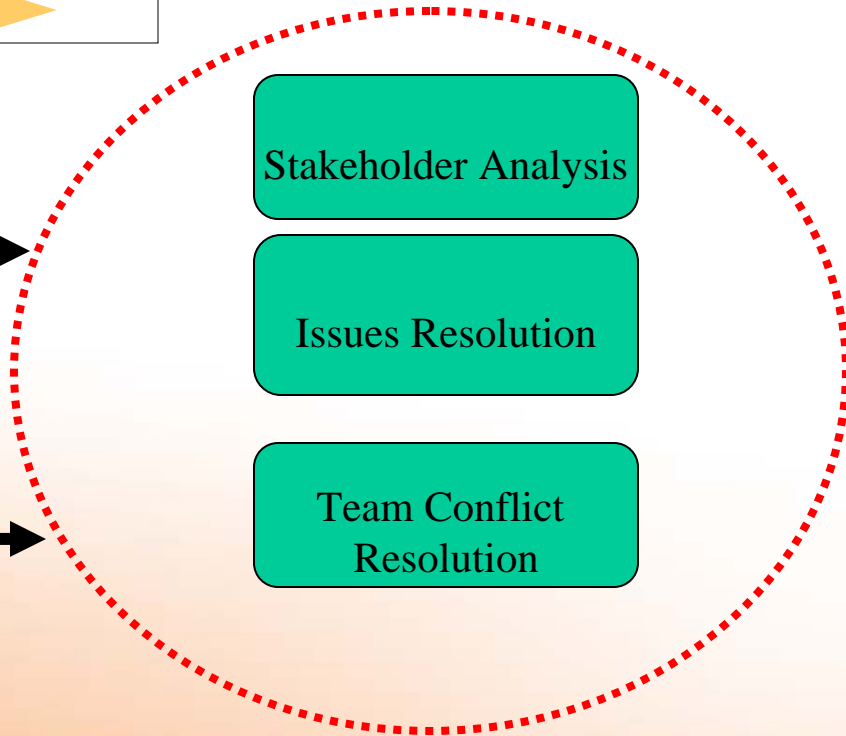 Stakeholder Analysis
Issues Resolution
Team Conflict
Resolution